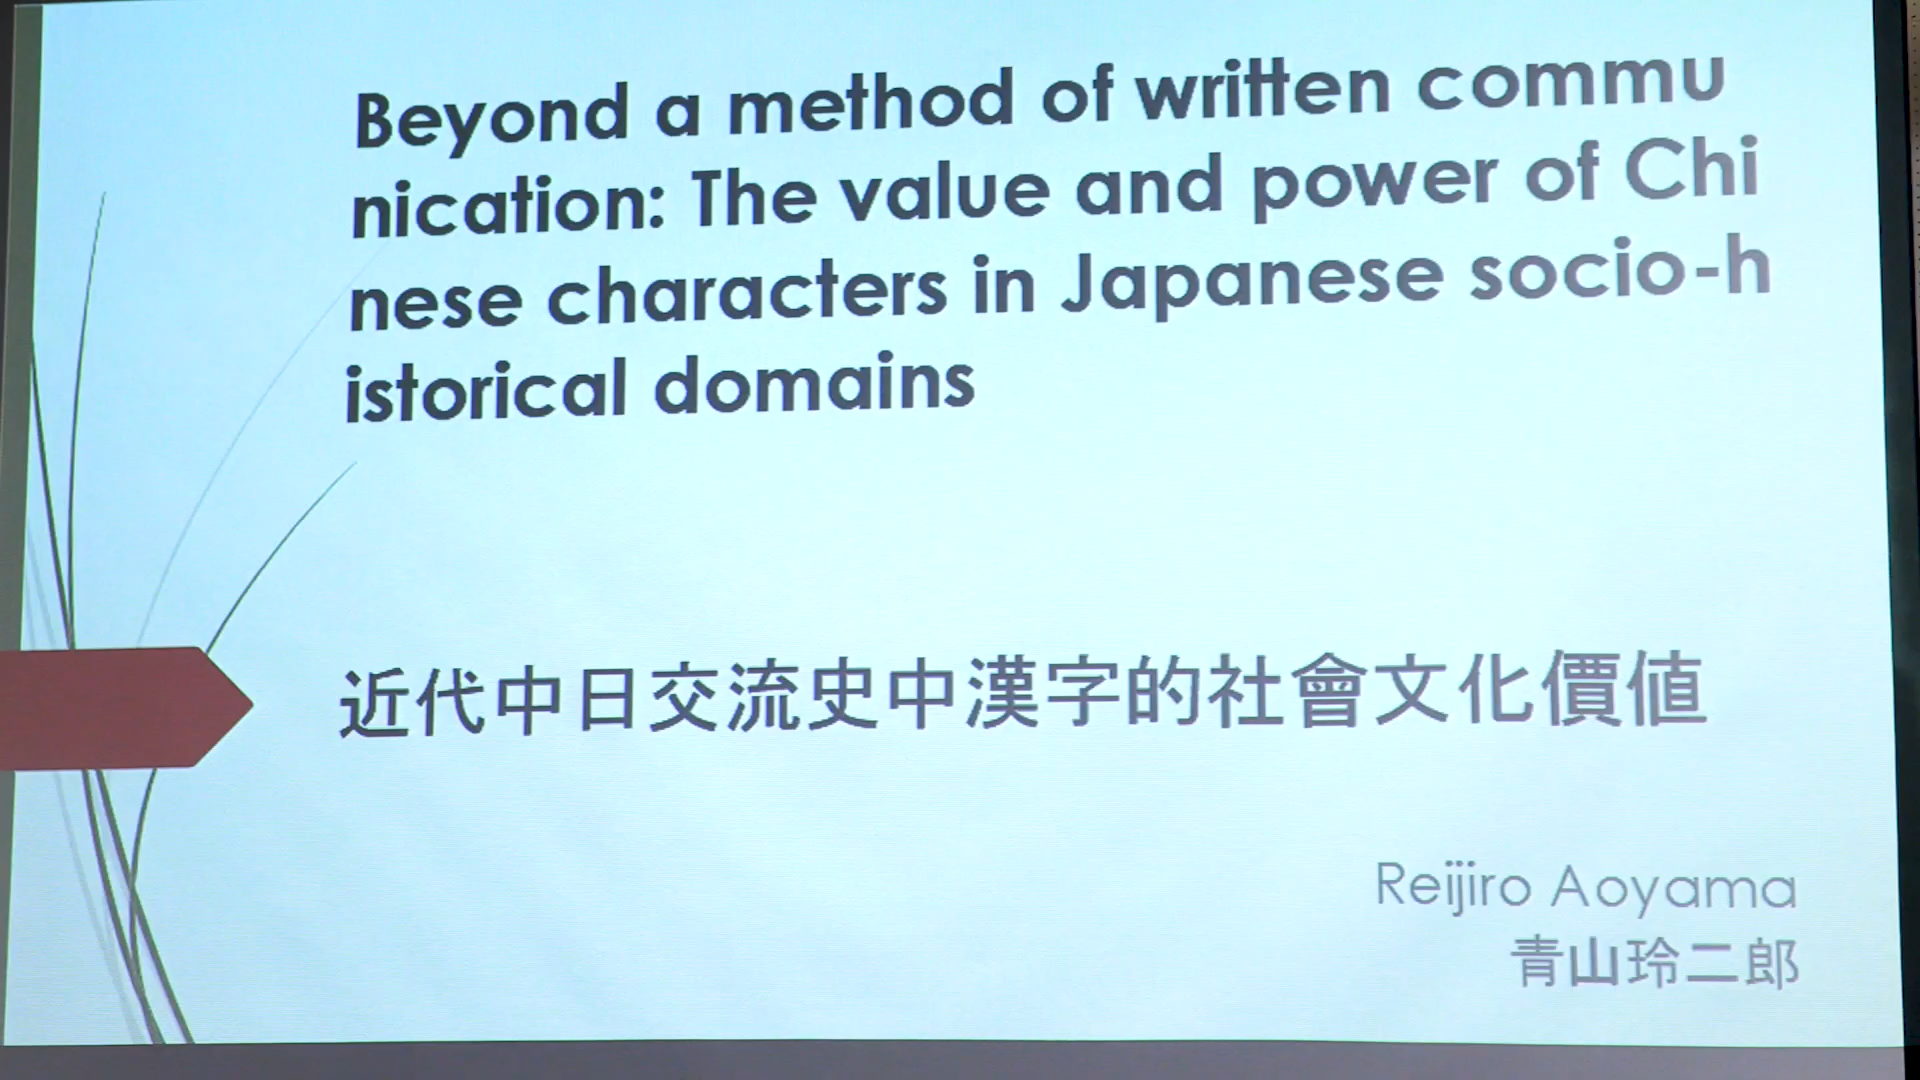 Beyond a method of written commu
nication: The value and power of Chi
nese characters in Japanese socio-h
istorical domains
近代中日交流史中漢字的社會文化價值
Reijiro Aoyama
青山玲二郎